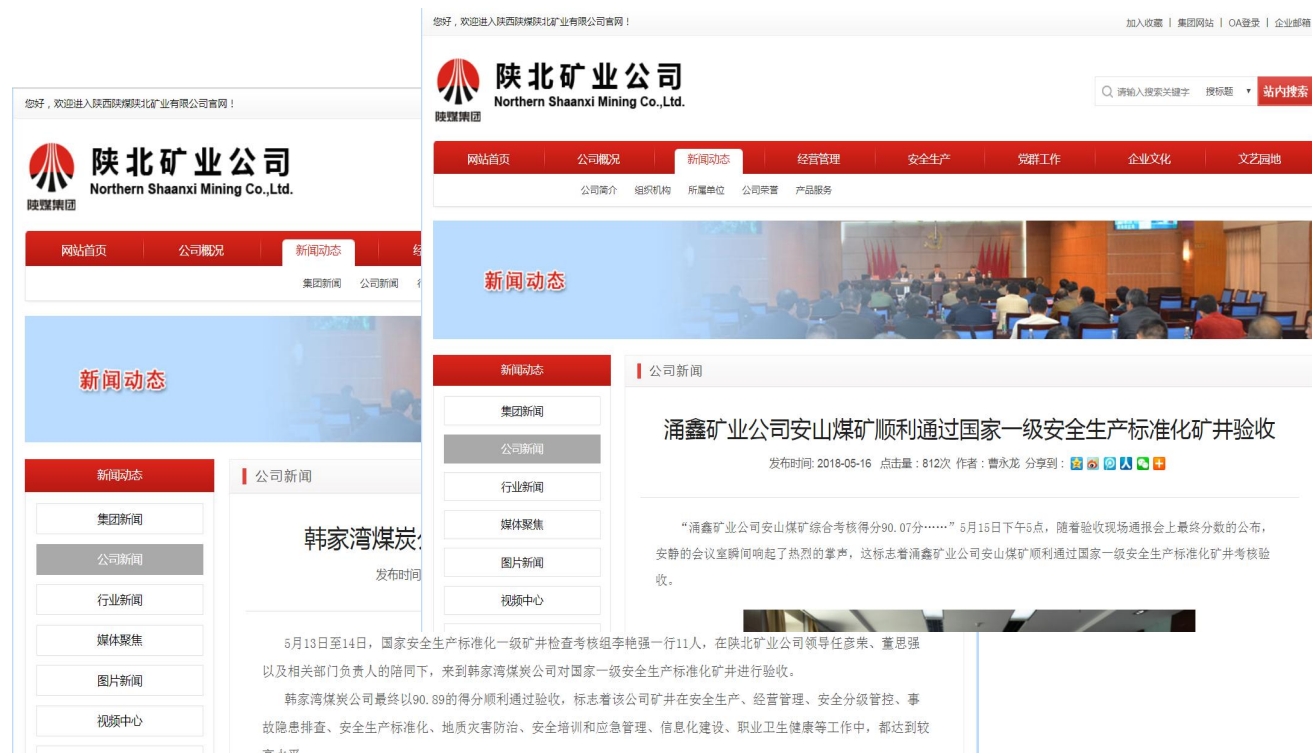 您好，欢迎进入陕西陕煤陕北矿业有限公司官网！
加入收藏 | 集团网站 | OA登录 | 企业邮箱
陕北矿业公司
Northern Shaanxi Mining Co.,Ltd.
陕煤集团
请输入搜索关键字 搜标题 ▼ 站内搜索
网站首页 公司概况 新闻动态 经营管理 安全生产 党群工作 企业文化 文艺园地
公司简介 组织机构 所属单位 公司荣誉 产品服务
新闻动态
新闻动态
集团新闻
公司新闻
行业新闻
媒体聚焦
图片新闻
视频中心
公司新闻
涌鑫矿业公司安山煤矿顺利通过国家一级安全生产标准化矿井验收
发布时间: 2018-05-16 点击量：812次 作者：曹永龙 分享到：
“涌鑫矿业公司安山煤矿综合考核得分90.07分······”5月15日下午5点，随着验收现场通报会上最终分数的公布，
安静的会议室瞬间响起了热烈的掌声，这标志着涌鑫矿业公司安山煤矿顺利通过国家一级安全生产标准化矿井考核验
收。
您好，欢迎进入陕西陕煤陕北矿业有限公司官网！
陕北矿业公司
Northern Shaanxi Mining Co.,Ltd.
陕煤集团
网站首页 公司概况 新闻动态
集团新闻 公司新闻
新闻动态
新闻动态
集团新闻
公司新闻
行业新闻
媒体聚焦
图片新闻
视频中心
公司新闻
韩家湾煤炭
发布时间
5月13日至14日，国家安全生产标准化一级矿井检查考核组李艳强一行11人，在陕北矿业公司领导任彦荣、董思强
以及相关部门负责人的陪同下，来到韩家湾煤炭公司对国家一级安全生产标准化矿井进行验收。
韩家湾煤炭公司最终以90.89的得分顺利通过验收，标志着该公司矿井在安全生产、经营管理、安全分级管控、事
故隐患排查、安全生产标准化、地质灾害防治、安全培训和应急管理、信息化建设、职业卫生健康等工作中，都达到较